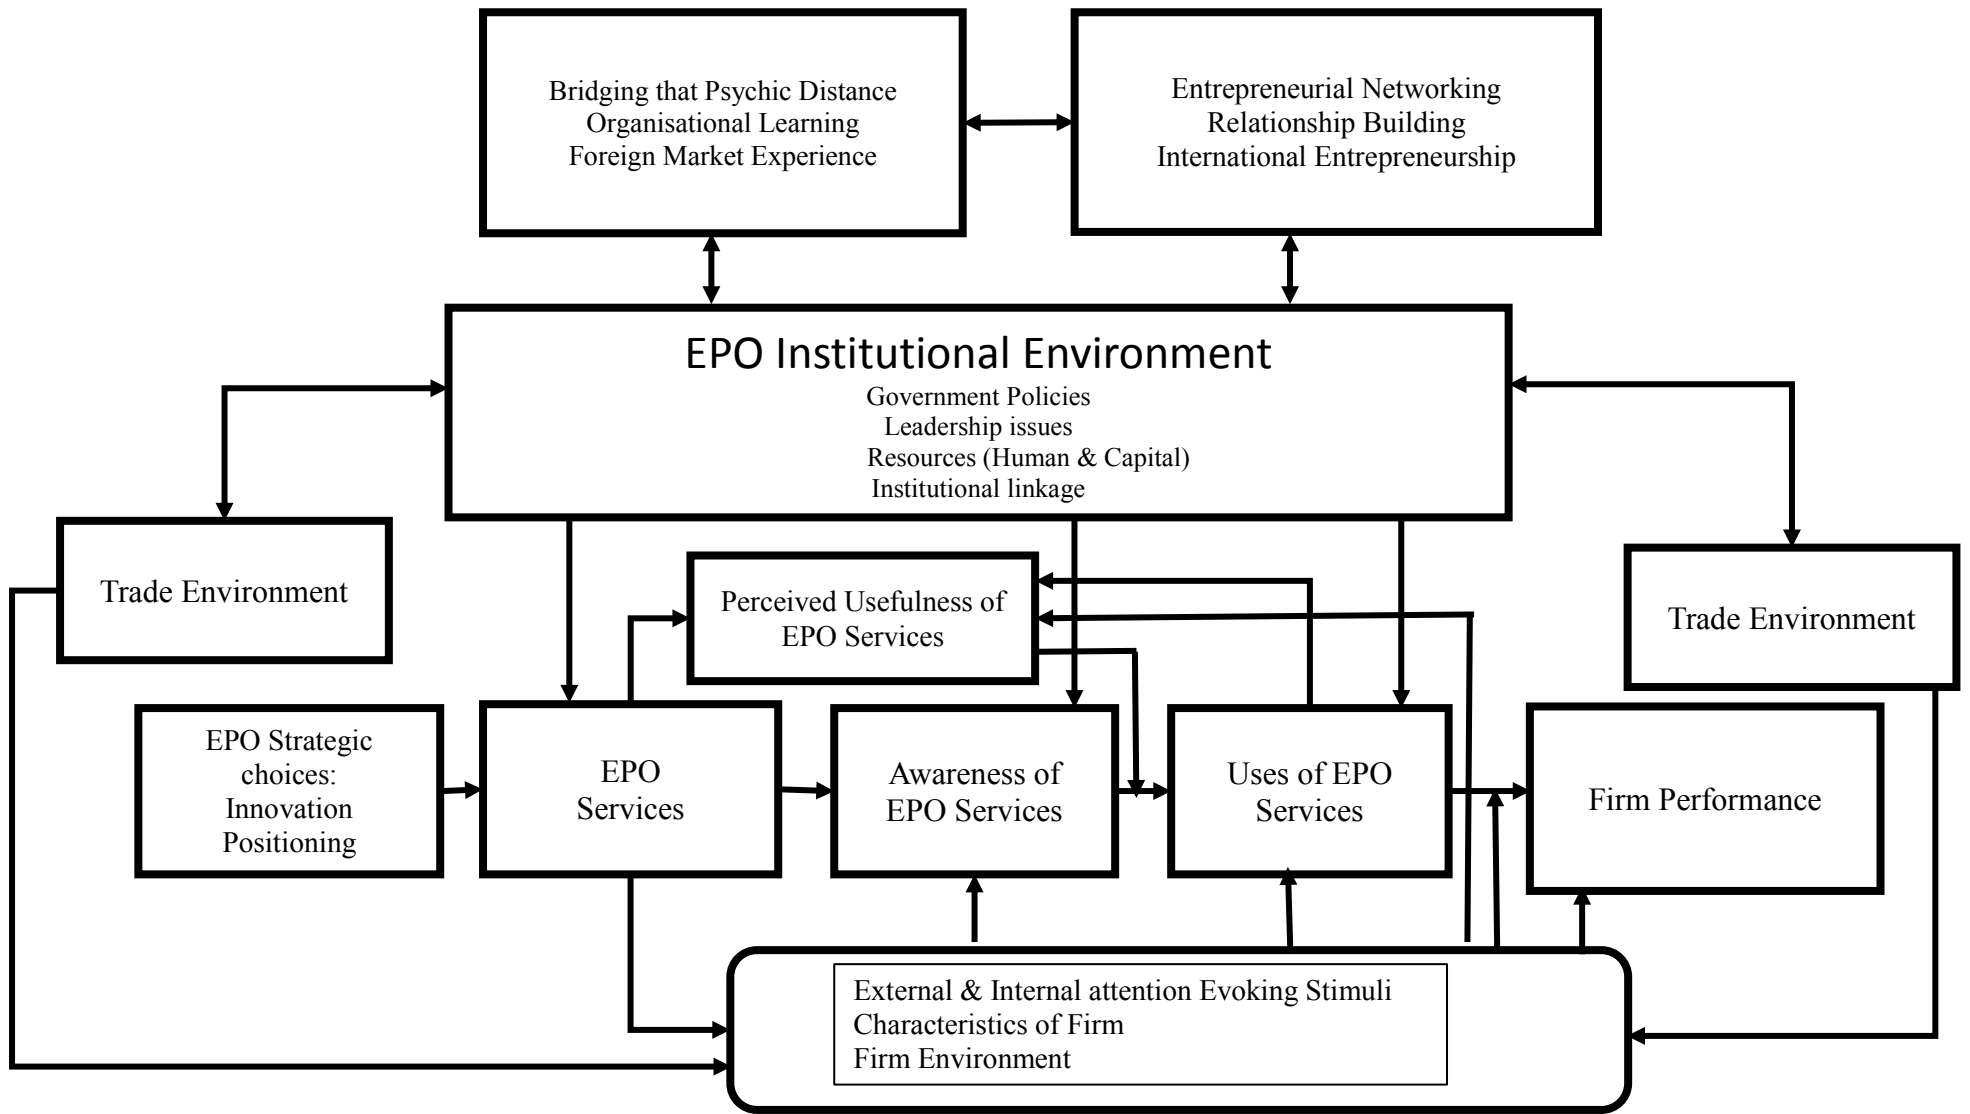 Bridging that Psychic Distance
Organisational Learning
Foreign Market Experience
Entrepreneurial Networking
Relationship Building
International Entrepreneurship
EPO Institutional Environment
Government Policies
Leadership issues
Resources (Human & Capital)
Institutional linkage
Trade Environment
Perceived Usefulness of
EPO Services
Trade Environment
EPO Strategic
choices:
Innovation
Positioning
EPO
Services
Awareness of
EPO Services
Uses of EPO
Services
Firm Performance
External & Internal attention Evoking Stimuli
Characteristics of Firm
Firm Environment